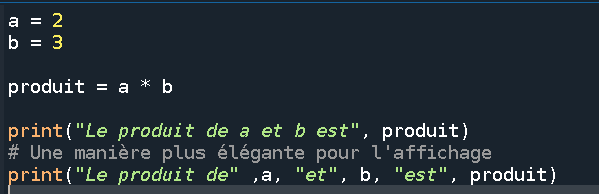 a = 2
b = 3
produit = a * b
print("Le produit de a et b est", produit)
# Une manière plus élégante pour l'affichage
print("Le produit de" ,a, "et", b, "est", produit)